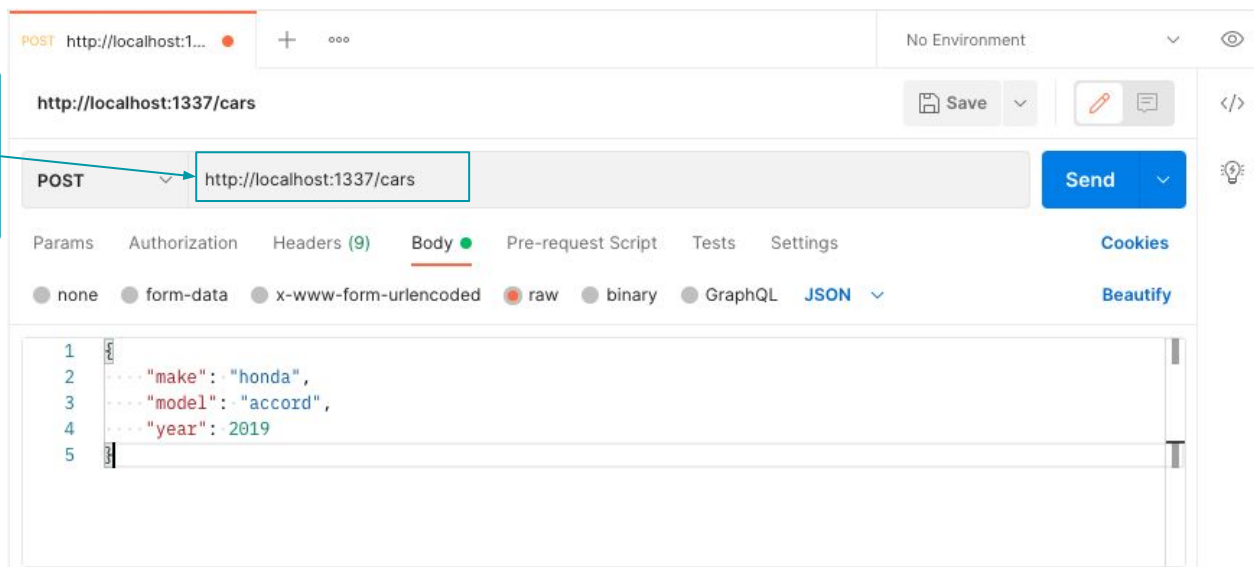 POST http://localhost:1... No Environment
http://localhost:1337/cars Save </>
POST http://localhost:1337/cars Send
Params Authorization Headers (9) Body Pre-request Script Tests Settings Cookies
none form-data x-www-form-urlencoded raw binary GraphQL JSON Beautify
1 {
2 "make": "honda",
3 "model": "accord",
4 "year": 2019
5 }